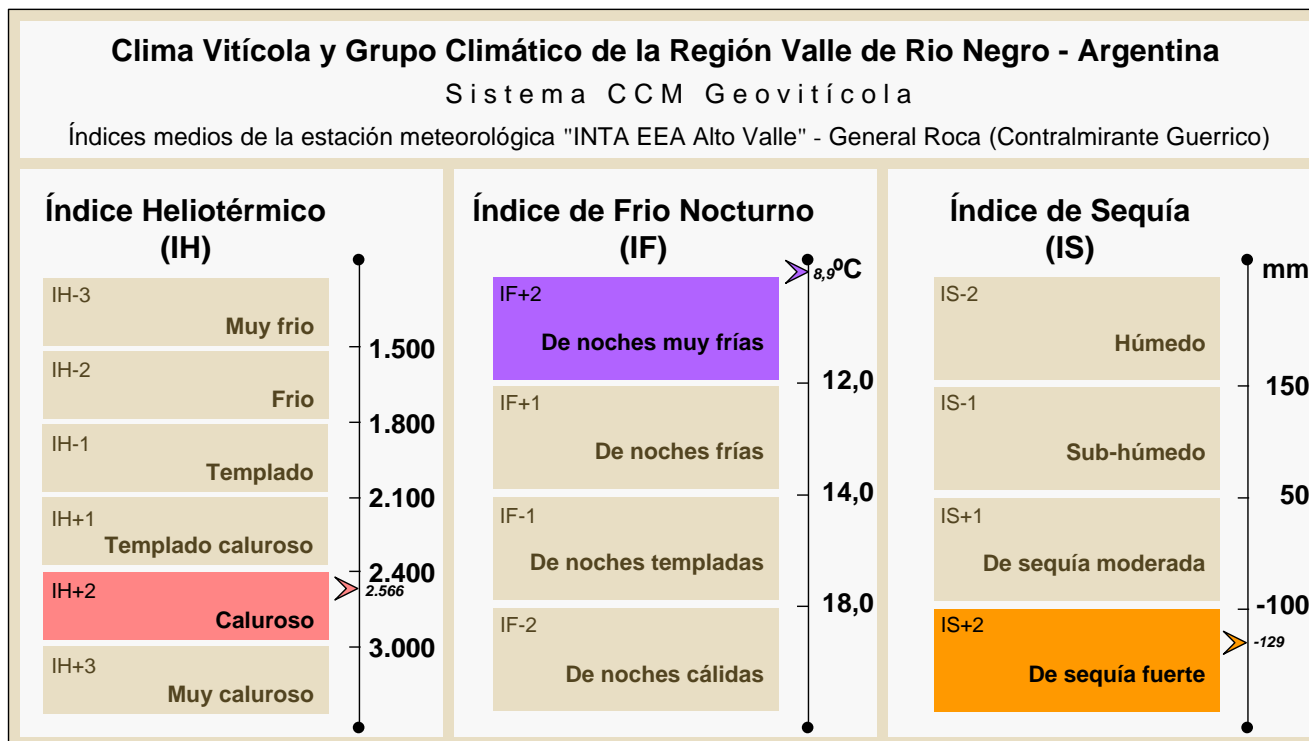 Clima Vitícola y Grupo Climático de la Región Valle de Rio Negro - Argentina
Sistema CCM Geovitícola
Índices medios de la estación meteorológica "INTA EEA Alto Valle" - General Roca (Contralmirante Guerrico)
Índice Heliotérmico
(IH)
IH-3
Muy frio
1.500
IH-2
Frio
1.800
IH-1
Templado
2.100
IH+1
Templado caluroso
2.400
IH+2
2.566
Caluroso
3.000
IH+3
Muy caluroso
Índice de Frio Nocturno
(IF)
8,9
ºC
IF+2
De noches muy frías
12,0
IF+1
De noches frías
14,0
IF-1
De noches templadas
18,0
IF-2
De noches cálidas
Índice de Sequía
(IS)
mm
IS-2
Húmedo
150
IS-1
Sub-húmedo
50
IS+1
De sequía moderada
-100
IS+2
-129
De sequía fuerte